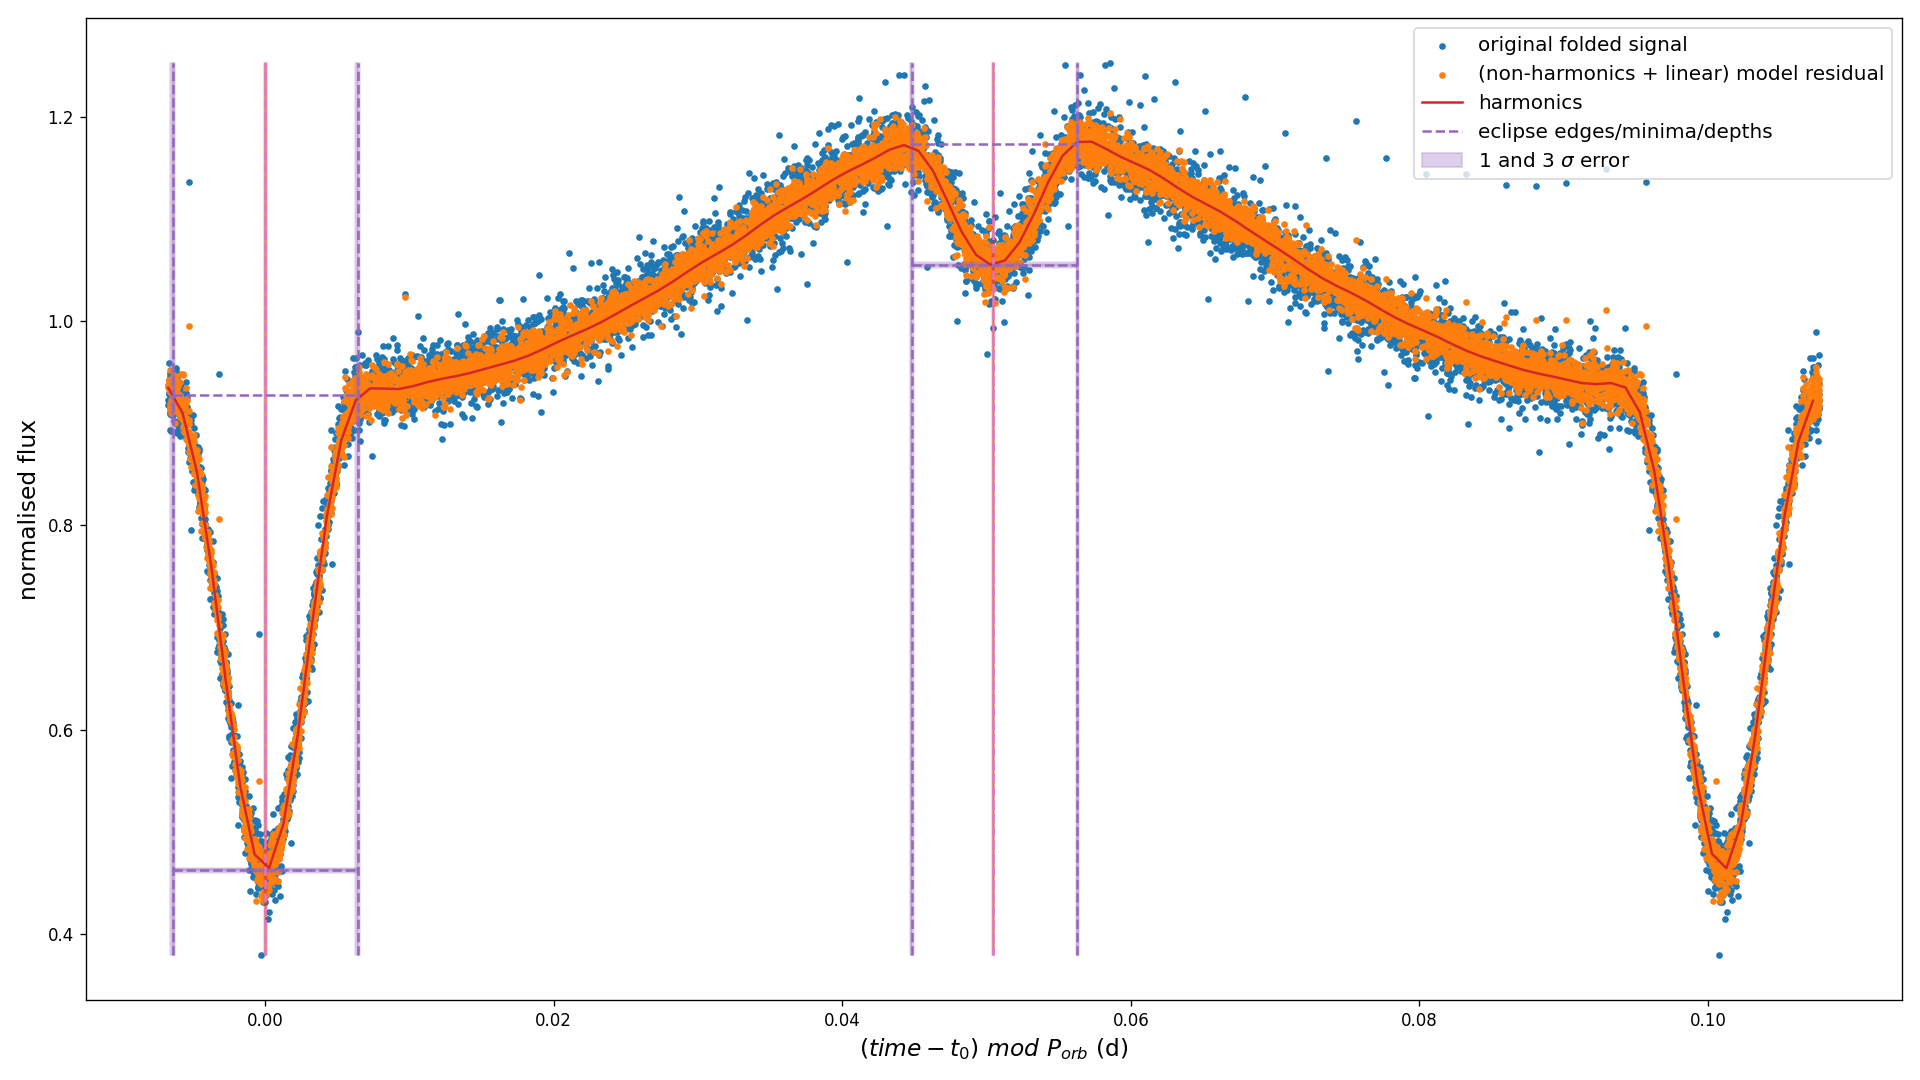 original folded signal
(non-harmonics + linear) model residual
harmonics
eclipse edges/minima/depths
1 and 3 σ error
normalised flux
1.2
1.0
0.8
0.6
0.4
0.00
0.02
0.04
0.06
0.08
0.10
(time − t₀) mod Pₒᵣb (d)